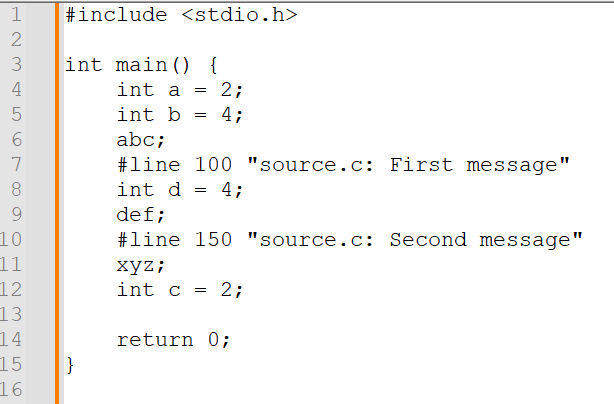 1 #include <stdio.h>
2
3 int main() {
4     int a = 2;
5     int b = 4;
6     abc;
7     #line 100 "source.c: First message"
8     int d = 4;
9     def;
10     #line 150 "source.c: Second message"
11     xyz;
12     int c = 2;
13
14     return 0;
15 }
16